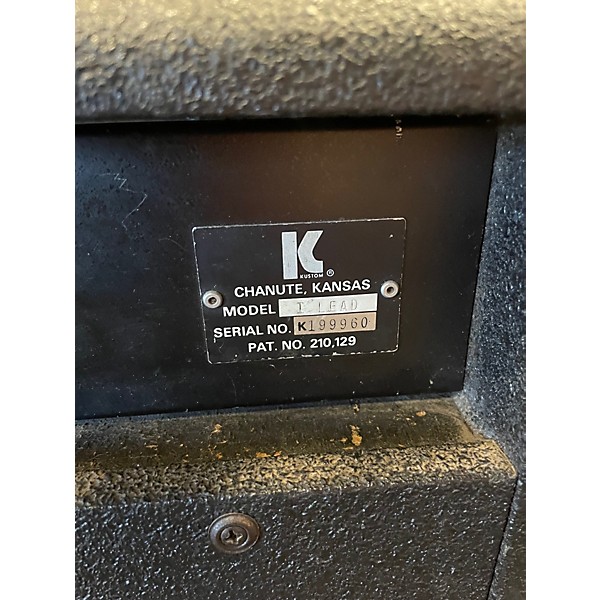 K
KUSTOM ®
CHANUTE, KANSAS
MODEL I LEAD
SERIAL NO. K199960
PAT. NO. 210,129